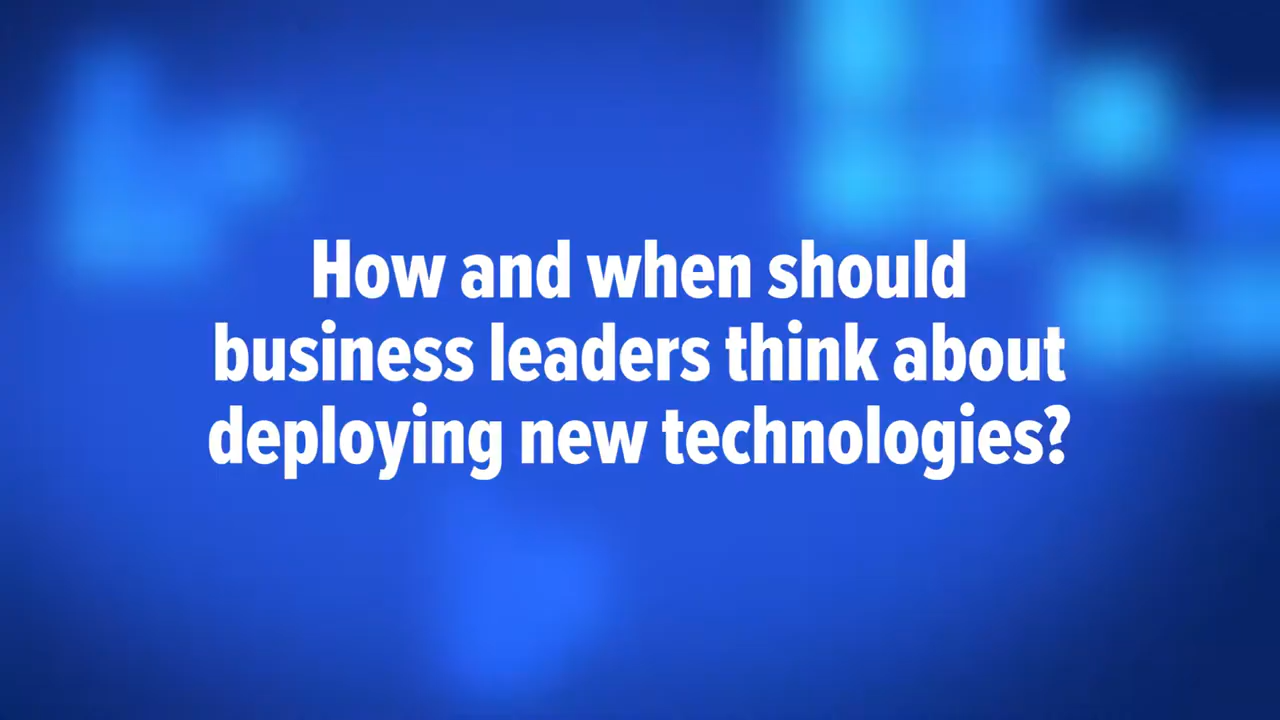 How and when should
business leaders think about
deploying new technologies?